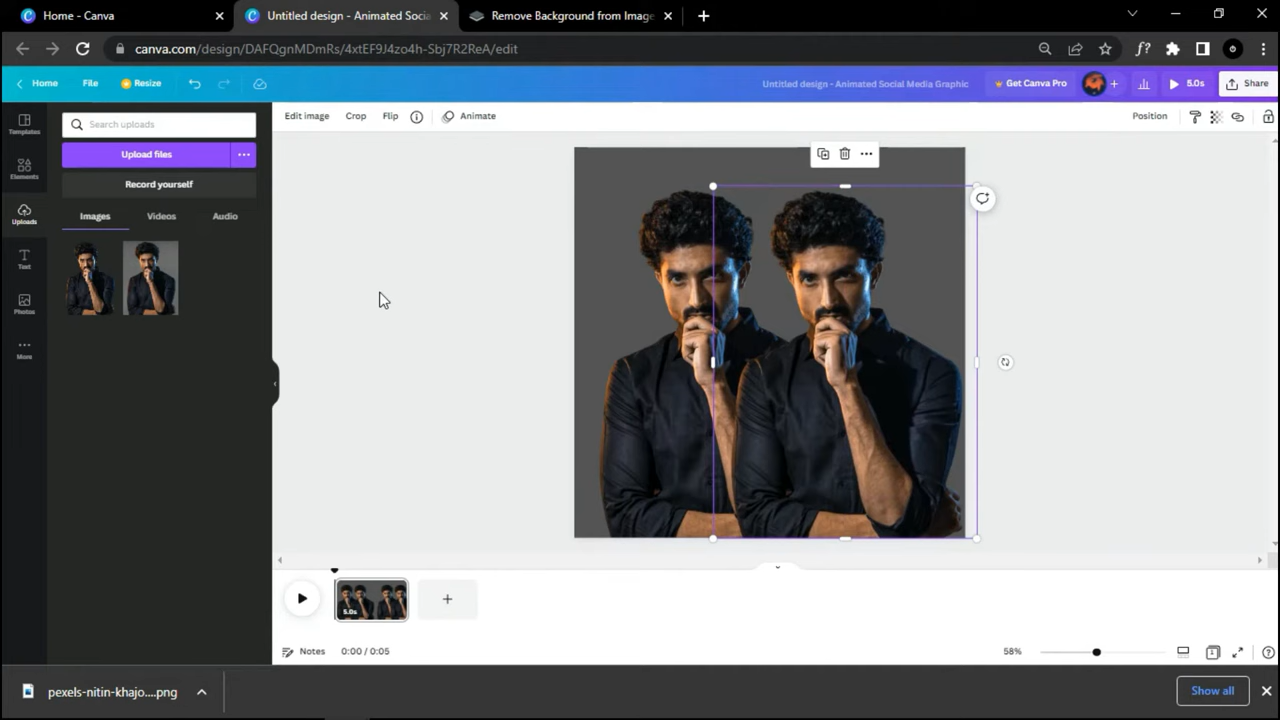 Home - Canva
Untitled design - Animated Socia
Remove Background from Image
canva.com/design/DAFQgnMDmRs/4xtEF9J4zo4h-Sbj7R2ReA/edit
f?
Home
File
Resize
Untitled design - Animated Social Media Graphic
Get Canva Pro
5.0s
Share
Templates
Search uploads
Edit image
Crop
Flip
Animate
Position
Upload files
Elements
Record yourself
Uploads
Images
Videos
Audio
Text
Photos
More
5.0s
Notes
0:00 / 0:05
58%
1
pexels-nitin-khajo....png
Show all